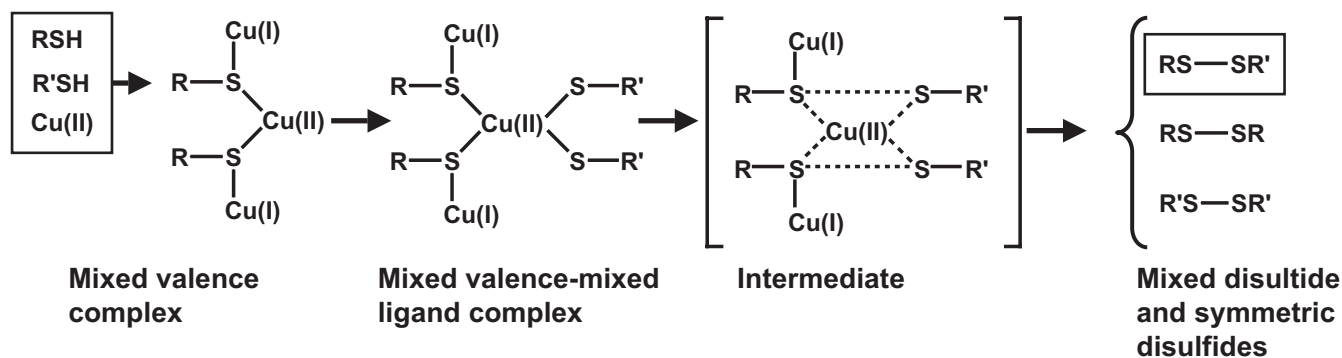 RSH
R'SH
Cu(II)
Cu(I)
R—S
Cu(II)
R—S
Cu(I)
Cu(I)
R—S S—R'
Cu(II)
R—S S—R'
Cu(I)
Cu(I)
R—S S—R'
Cu(II)
R—S S—R'
Cu(I)
RS—SR'
RS—SR
R'S—SR'
Mixed valence
complex
Mixed valence-mixed
ligand complex
Intermediate
Mixed disultide
and symmetric
disulfides